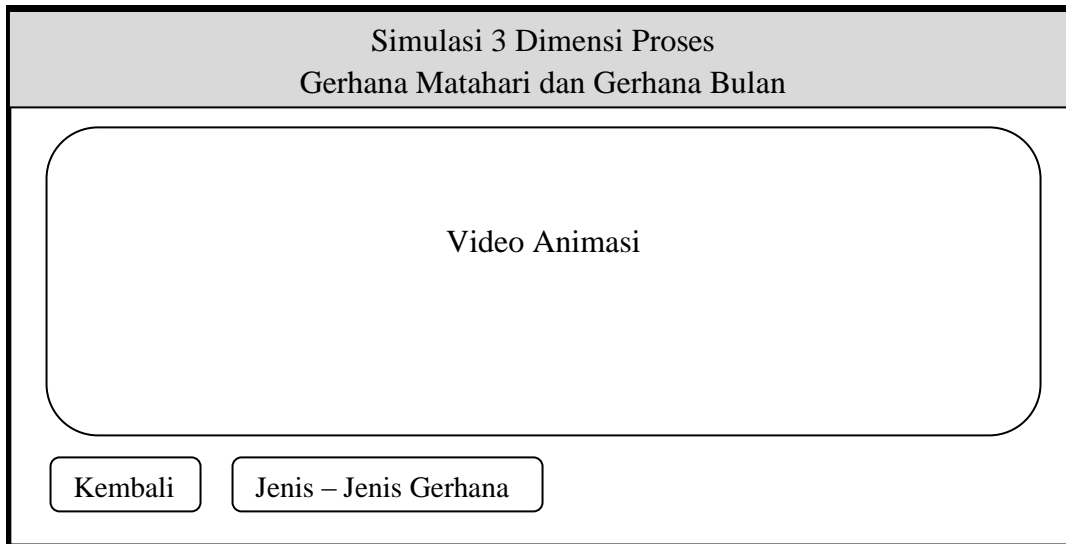 Simulasi 3 Dimensi Proses
Gerhana Matahari dan Gerhana Bulan
Video Animasi
Kembali
Jenis – Jenis Gerhana